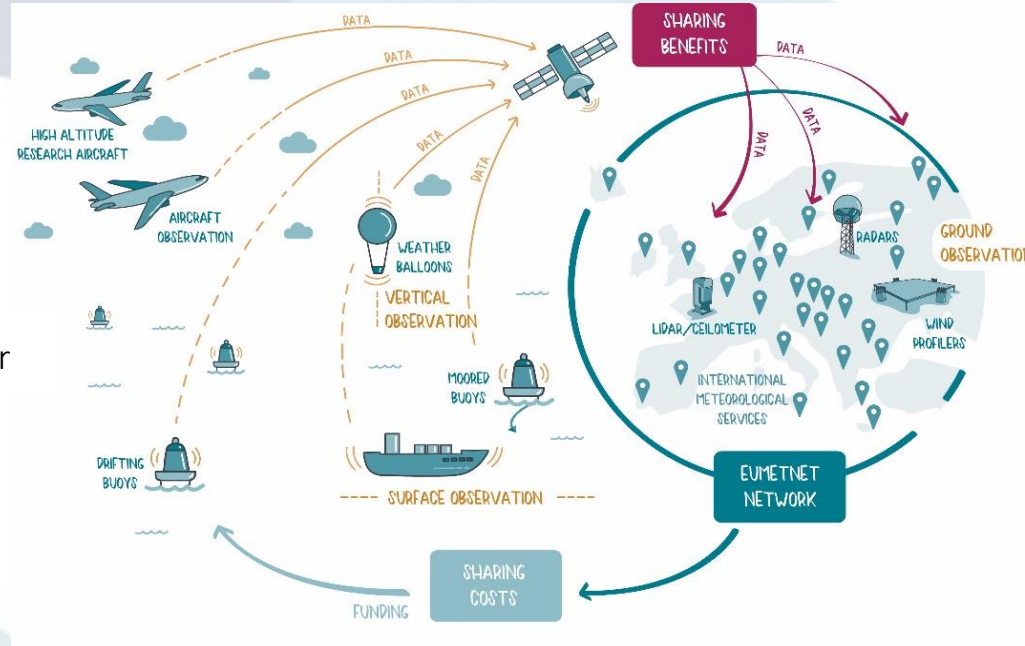 DATA
SHARING
BENEFITS
DATA
DATA
HIGH ALTITUDE
RESEARCH AIRCRAFT
DATA
DATA
DATA
DATA
DATA
AIRCRAFT
OBSERVATION
WEATHER
BALLOONS
RADARS
GROUND
OBSERVATION
VERTICAL
OBSERVATION
LIDAR/CEILOMETER
WIND
PROFILERS
r
MOORED
BUOYS
INTERNATIONAL
METEOROLOGICAL
SERVICES
DRIFTING
BUOYS
SURFACE OBSERVATION
EUMETNET
NETWORK
SHARING
COSTS
FUNDING